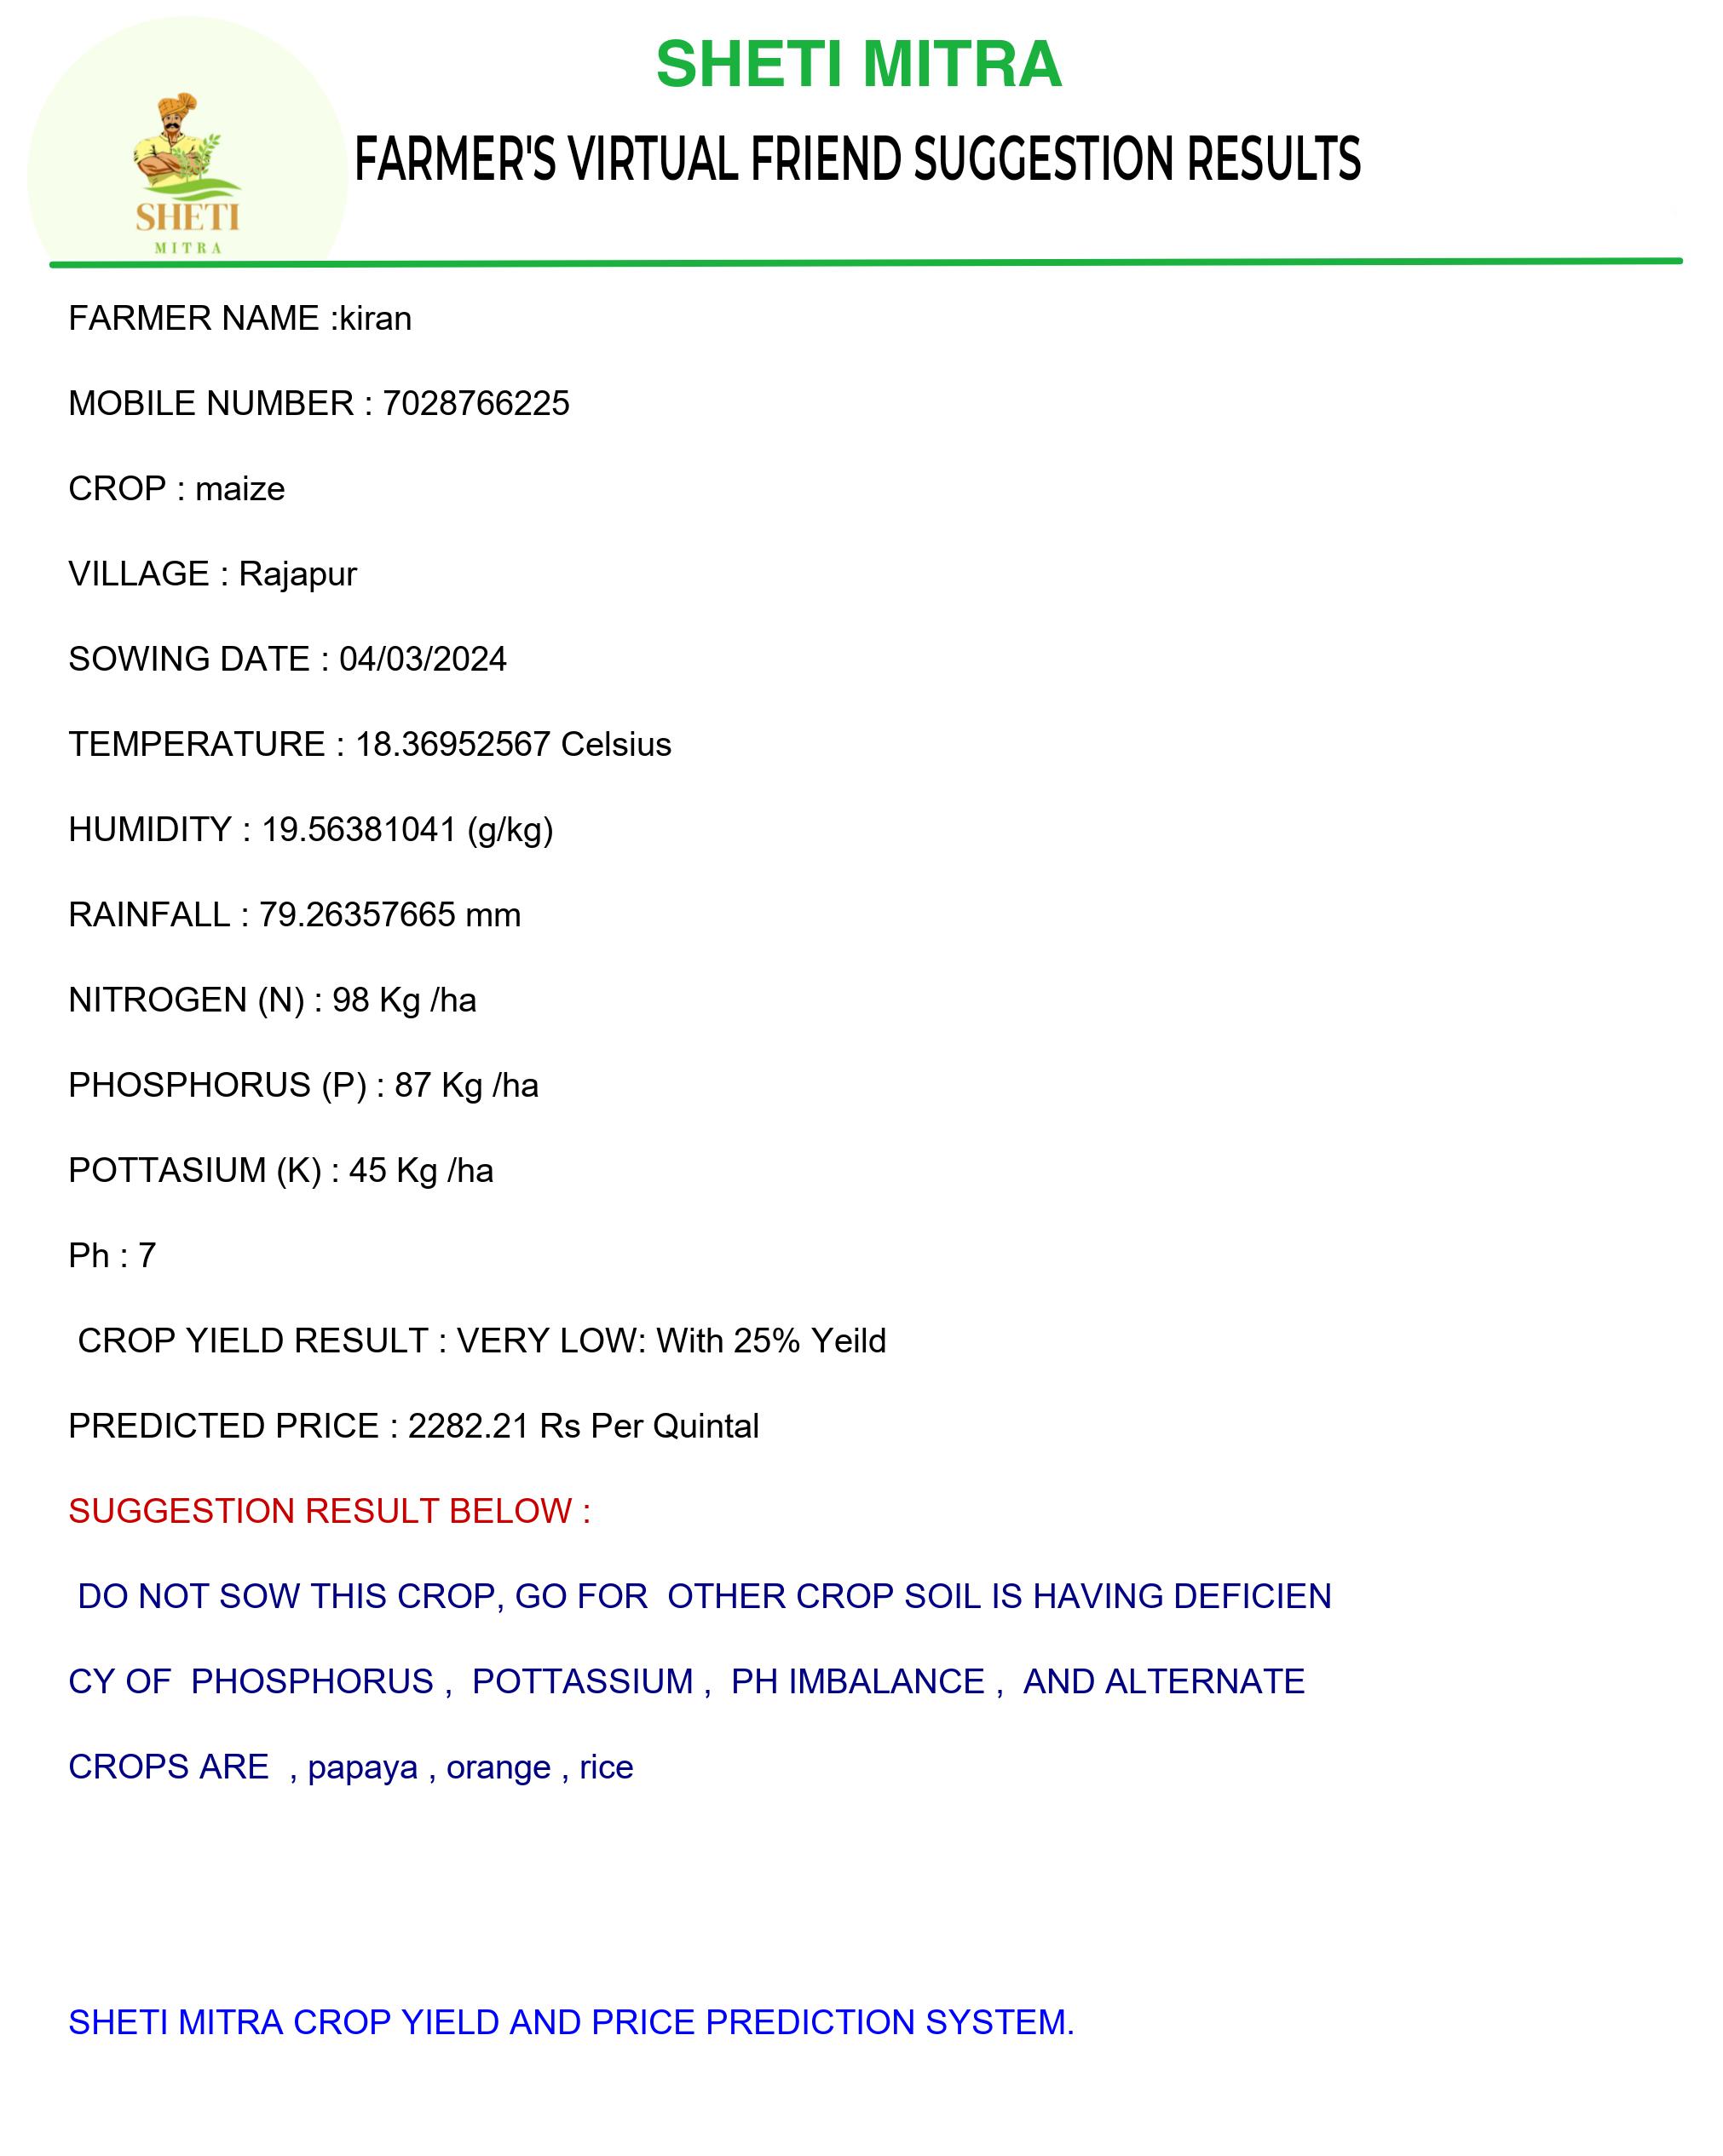 SHETI MITRA
FARMER'S VIRTUAL FRIEND SUGGESTION RESULTS
SHETI
MITRA
FARMER NAME :kiran
MOBILE NUMBER : 7028766225
CROP : maize
VILLAGE : Rajapur
SOWING DATE : 04/03/2024
TEMPERATURE : 18.36952567 Celsius
HUMIDITY : 19.56381041 (g/kg)
RAINFALL : 79.26357665 mm
NITROGEN (N) : 98 Kg /ha
PHOSPHORUS (P) : 87 Kg /ha
POTTASIUM (K) : 45 Kg /ha
Ph : 7
CROP YIELD RESULT : VERY LOW: With 25% Yeild
PREDICTED PRICE : 2282.21 Rs Per Quintal
SUGGESTION RESULT BELOW :
DO NOT SOW THIS CROP, GO FOR  OTHER CROP SOIL IS HAVING DEFICIEN
CY OF  PHOSPHORUS ,  POTTASSIUM ,  PH IMBALANCE ,  AND ALTERNATE
CROPS ARE  , papaya , orange , rice
SHETI MITRA CROP YIELD AND PRICE PREDICTION SYSTEM.